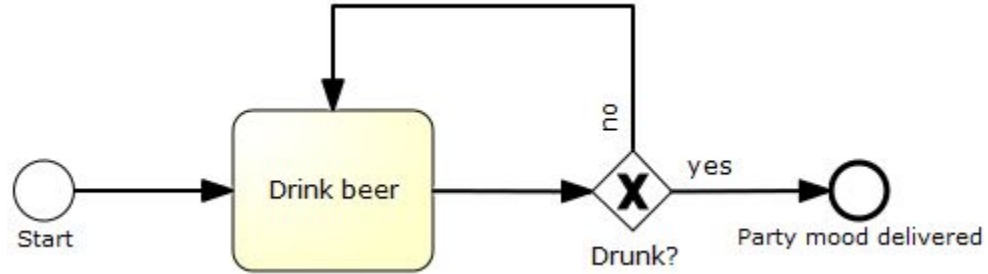 no
yes
Drink beer
X
Start
Drunk?
Party mood delivered